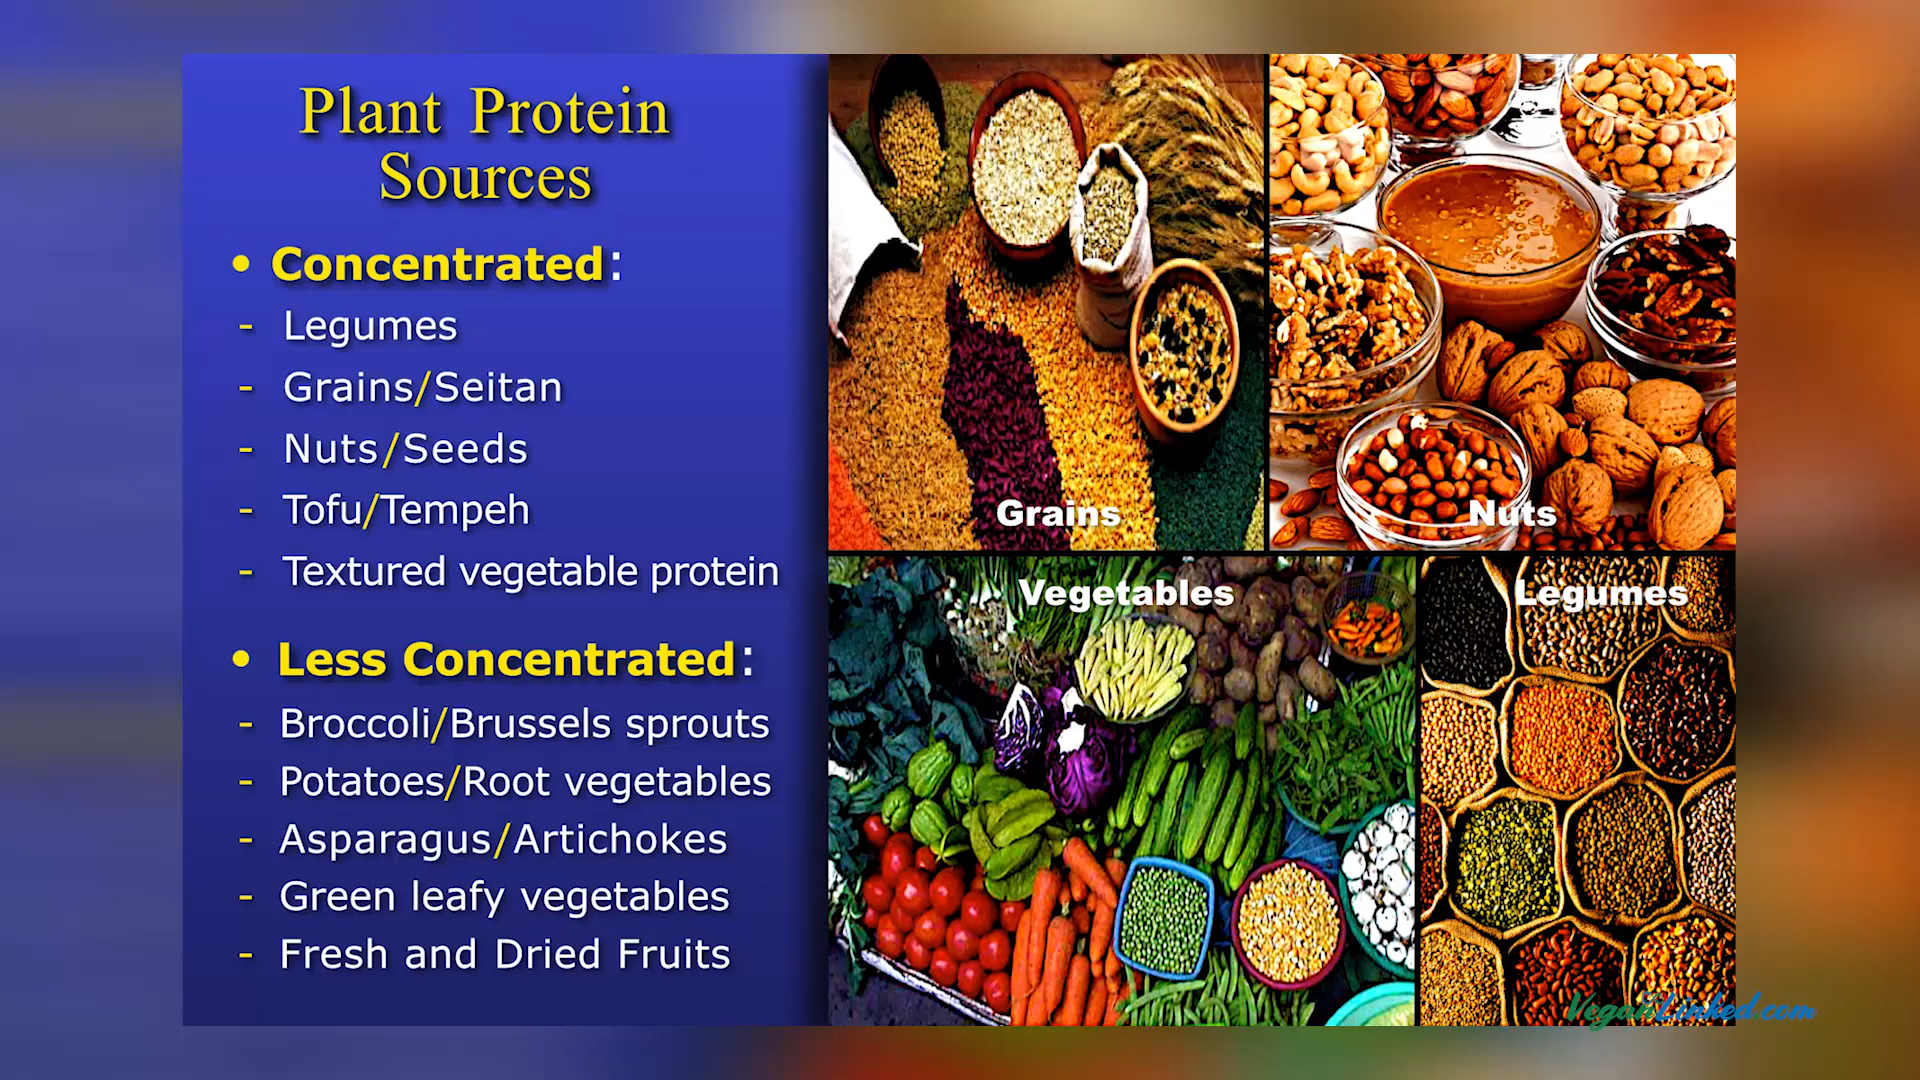 Plant Protein
Sources
• Concentrated:
- Legumes
- Grains/Seitan
- Nuts/Seeds
- Tofu/Tempeh
- Textured vegetable protein
• Less Concentrated:
- Broccoli/Brussels sprouts
- Potatoes/Root vegetables
- Asparagus/Artichokes
- Green leafy vegetables
- Fresh and Dried Fruits
Grains
Nuts
Vegetables
Legumes
VeganLinked.com